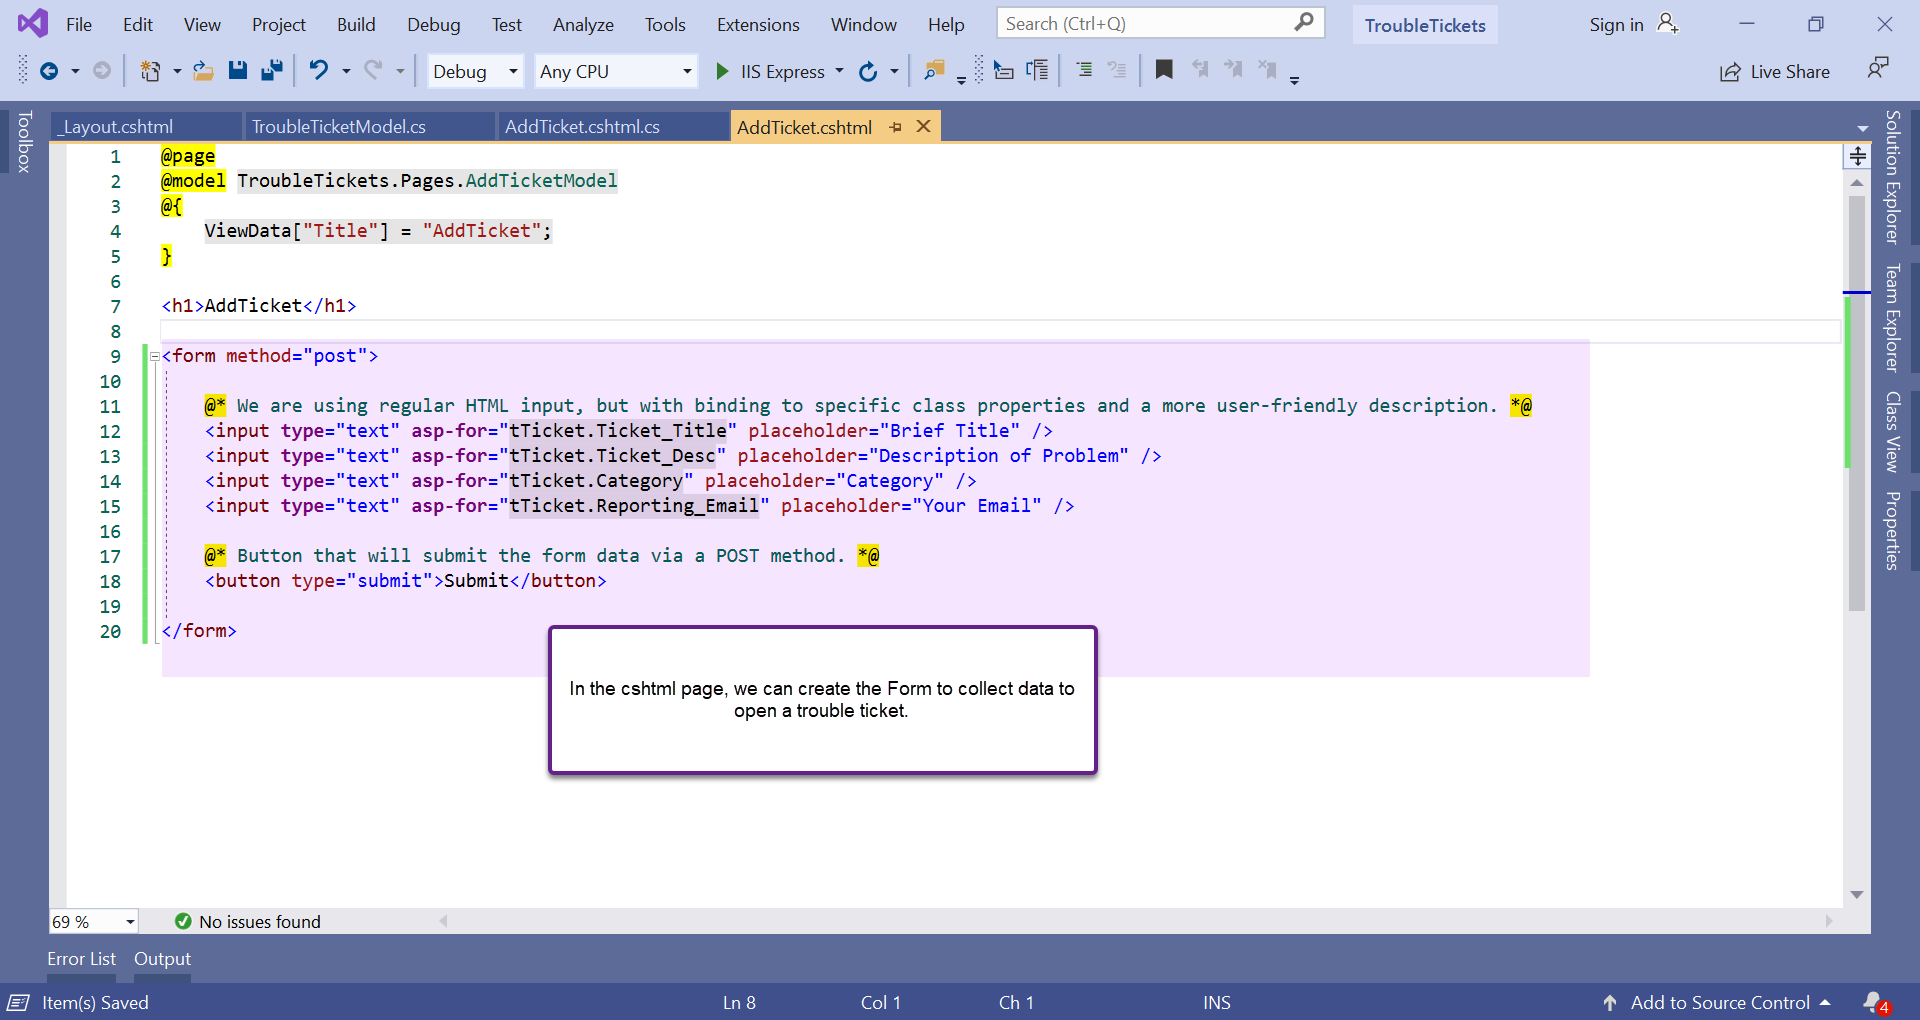 File Edit View Project Build Debug Test Analyze Tools Extensions Window Help Search (Ctrl+Q) TroubleTickets Sign in
Debug Any CPU IIS Express Live Share
Toolbox
_Layout.cshtml TroubleTicketModel.cs AddTicket.cshtml.cs AddTicket.cshtml
1 @page
2 @model TroubleTickets.Pages.AddTicketModel
3 @{
4 ViewData["Title"] = "AddTicket";
5 }
6
7 <h1>AddTicket</h1>
8
9 <form method="post">
10
11 @* We are using regular HTML input, but with binding to specific class properties and a more user-friendly description. *@
12 <input type="text" asp-for="tTicket.Ticket_Title" placeholder="Brief Title" />
13 <input type="text" asp-for="tTicket.Ticket_Desc" placeholder="Description of Problem" />
14 <input type="text" asp-for="tTicket.Category" placeholder="Category" />
15 <input type="text" asp-for="tTicket.Reporting_Email" placeholder="Your Email" />
16
17 @* Button that will submit the form data via a POST method. *@
18 <button type="submit">Submit</button>
19
20 </form>
In the cshtml page, we can create the Form to collect data to
open a trouble ticket.
Solution Explorer
Team Explorer
Class View
Properties
69 % No issues found
Error List Output
Item(s) Saved Ln 8 Col 1 Ch 1 INS Add to Source Control 4